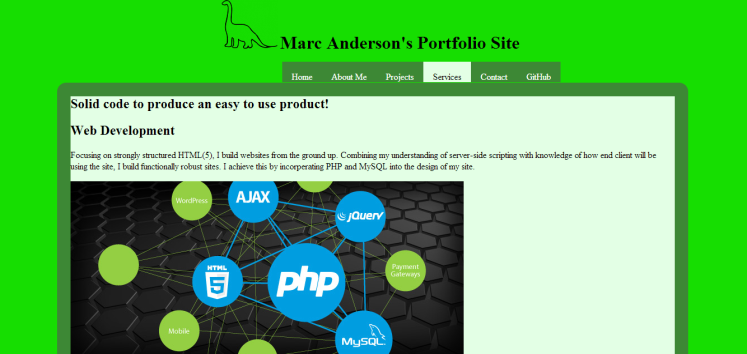 Marc Anderson's Portfolio Site
Home About Me Projects Services Contact GitHub
Solid code to produce an easy to use product!
Web Development
Focusing on strongly structured HTML(5), I build websites from the ground up. Combining my understanding of server-side scripting with knowledge of how end client will be
using the site, I build functionally robust sites. I achieve this by incorperating PHP and MySQL into the design of my site.
WordPress
AJAX
jQuery
HTML
5
php
Payment
Gateways
Mobile
MySQL